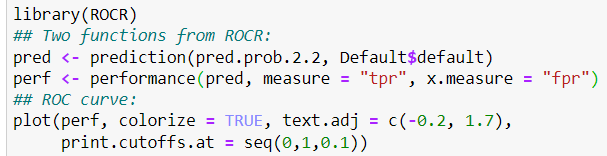 library(ROCR)
## Two functions from ROCR:
pred <- prediction(pred.prob.2.2, Default$default)
perf <- performance(pred, measure = "tpr", x.measure = "fpr")
## ROC curve:
plot(perf, colorize = TRUE, text.adj = c(-0.2, 1.7),
     print.cutoffs.at = seq(0,1,0.1))